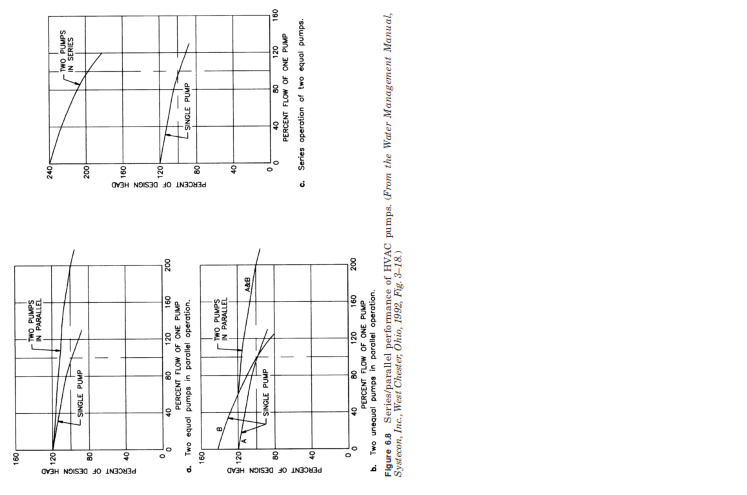 160
120
80
40
0
PERCENT OF DESIGN HEAD
TWO PUMPS
IN PARALLEL
SINGLE PUMP
0
40
80
120
160
200
PERCENT FLOW OF ONE PUMP
a. Two equal pumps in parallel operation.
160
120
80
40
0
PERCENT OF DESIGN HEAD
B
A
TWO PUMPS
IN PARALLEL
A&B
SINGLE PUMP
0
40
80
120
160
200
PERCENT FLOW OF ONE PUMP
b. Two unequal pumps in parallel operation.
240
200
160
120
80
40
0
PERCENT OF DESIGN HEAD
TWO PUMPS
IN SERIES
SINGLE PUMP
0
40
80
120
160
PERCENT FLOW OF ONE PUMP
c. Series operation of two equal pumps.
Figure 6.8 Series/parallel performance of HVAC pumps. (From the Water Management Manual,
Systecon, Inc., West Chester, Ohio, 1992, Fig. 3–18.)